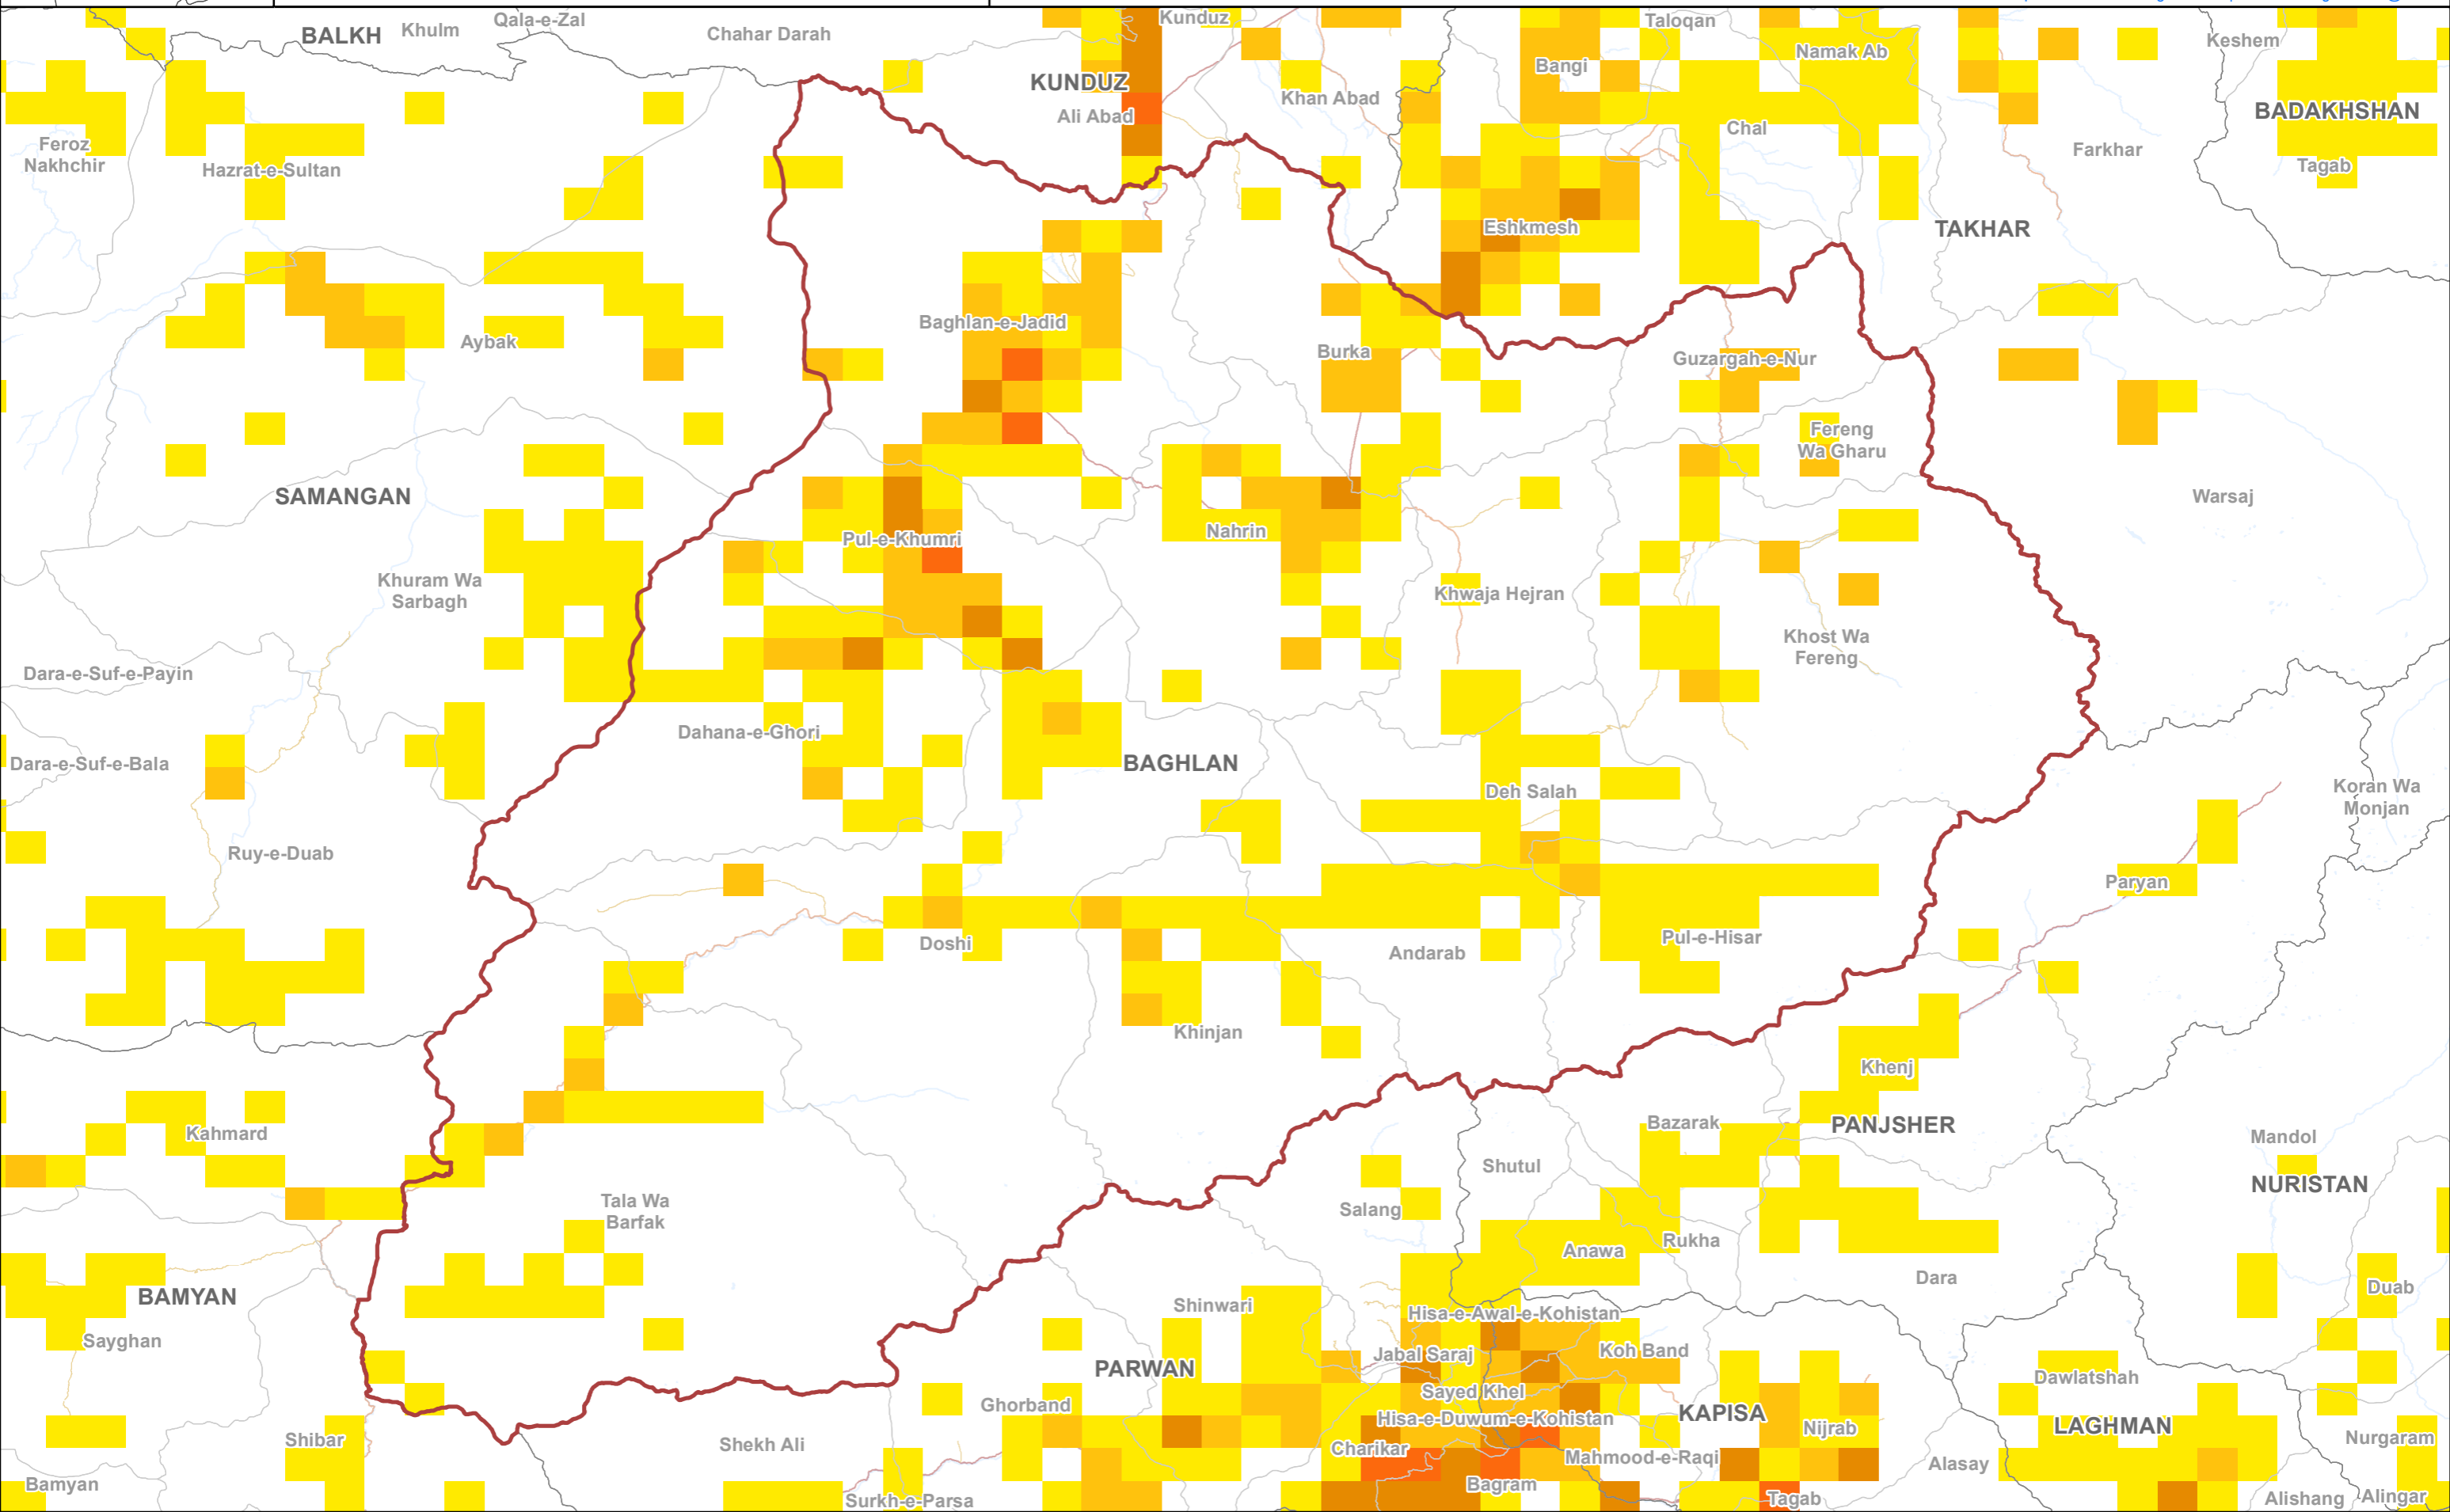 Qala-e-Zal
Kunduz
Taloqan
BALKH
Khulm
Chahar Darah
Keshem
Namak Ab
Bangi
KUNDUZ
Khan Abad
BADAKHSHAN
Ali Abad
Chal
Feroz
Nakhchir
Farkhar
Hazrat-e-Sultan
Tagab
Eshkmesh
TAKHAR
Baghlan-e-Jadid
Aybak
Burka
Guzargah-e-Nur
Fereng
Wa Gharu
SAMANGAN
Warsaj
Nahrin
Pul-e-Khumri
Khuram Wa
Sarbagh
Khwaja Hejran
Khost Wa
Fereng
Dara-e-Suf-e-Payin
Dahana-e-Ghori
Dara-e-Suf-e-Bala
BAGHLAN
Deh Salah
Koran Wa
Monjan
Ruy-e-Duab
Paryan
Doshi
Pul-e-Hisar
Andarab
Khinjan
Khenj
Kahmard
Bazarak
PANJSHER
Mandol
Shutul
NURISTAN
Tala Wa
Barfak
Salang
Anawa
Rukha
Dara
BAMYAN
Shinwari
Duab
Hisa-e-Awal-e-Kohistan
Sayghan
Jabal Saraj
Koh Band
PARWAN
Dawlatshah
Sayed Khel
Ghorband
KAPISA
Hisa-e-Duwum-e-Kohistan
Nijrab
LAGHMAN
Shibar
Shekh Ali
Charikar
Mahmood-e-Raqi
Alasay
Nurgaram
Bamyan
Bagram
Surkh-e-Parsa
Tagab
Alishang
Alingar